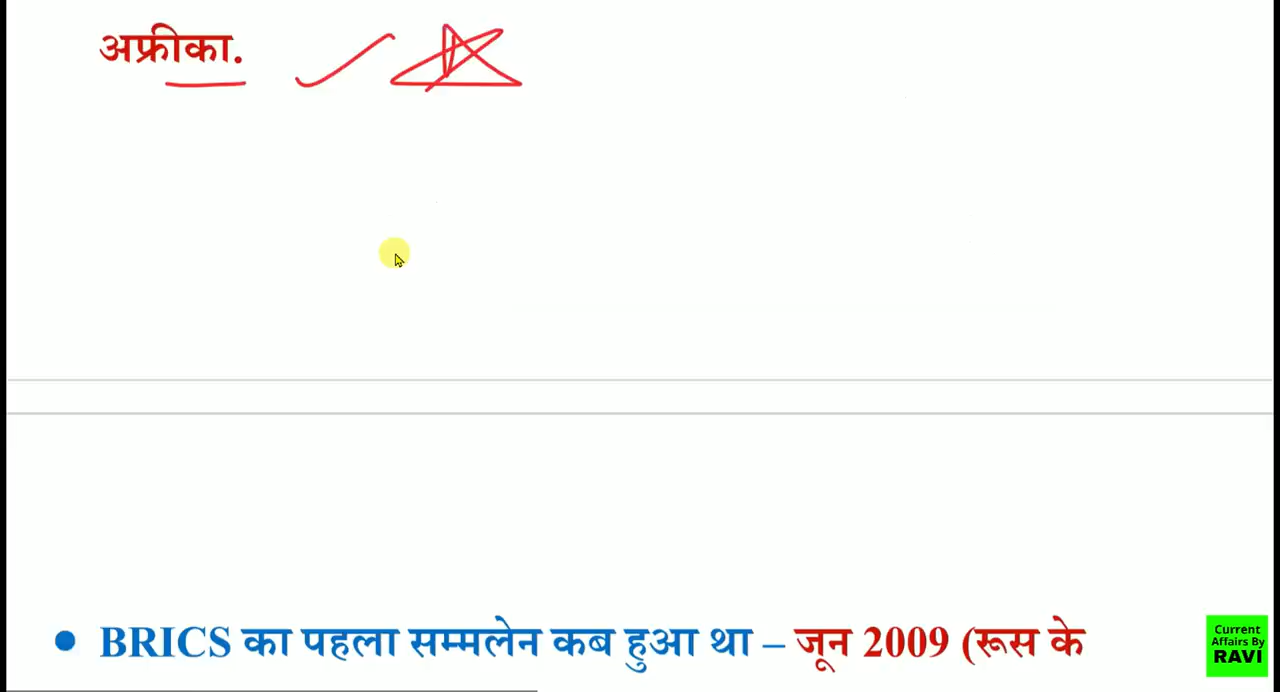 अफ्रीका.
• BRICS का पहला सम्मलेन कब हुआ था – जून 2009 (रूस के
Current
Affairs By
RAVI